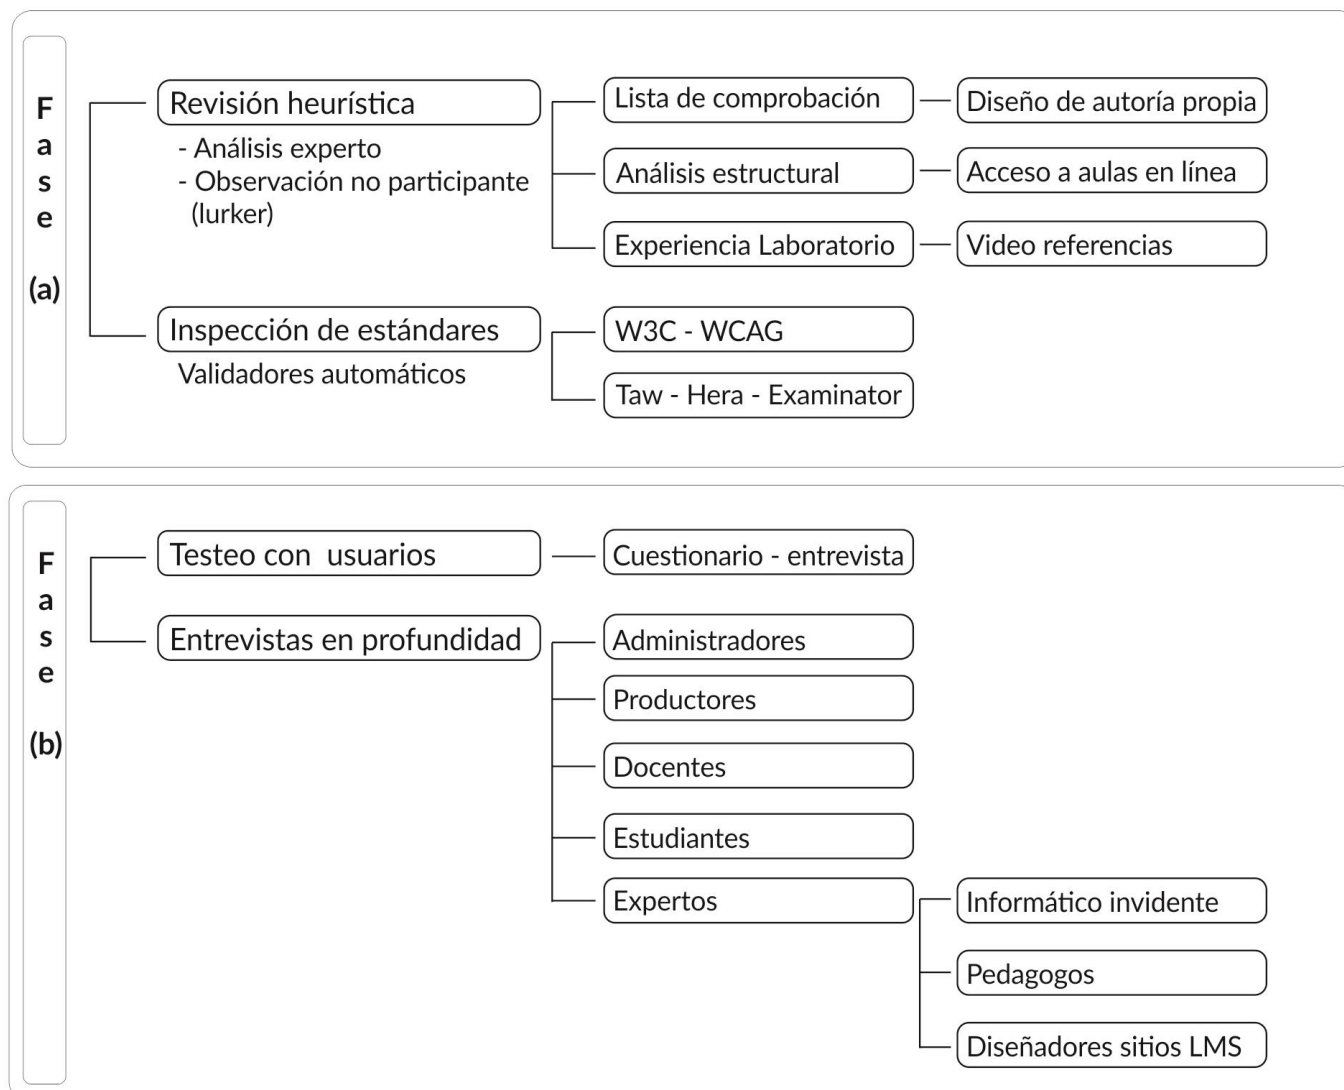 Fase (a)
Revisión heurística
- Análisis experto
- Observación no participante
(lurker)
Lista de comprobación
Diseño de autoría propia
Análisis estructural
Acceso a aulas en línea
Experiencia Laboratorio
Video referencias
Inspección de estándares
Validadores automáticos
W3C - WCAG
Taw - Hera - Examinator
Fase (b)
Testeo con usuarios
Cuestionario - entrevista
Entrevistas en profundidad
Administradores
Productores
Docentes
Estudiantes
Expertos
Informático invidente
Pedagogos
Diseñadores sitios LMS